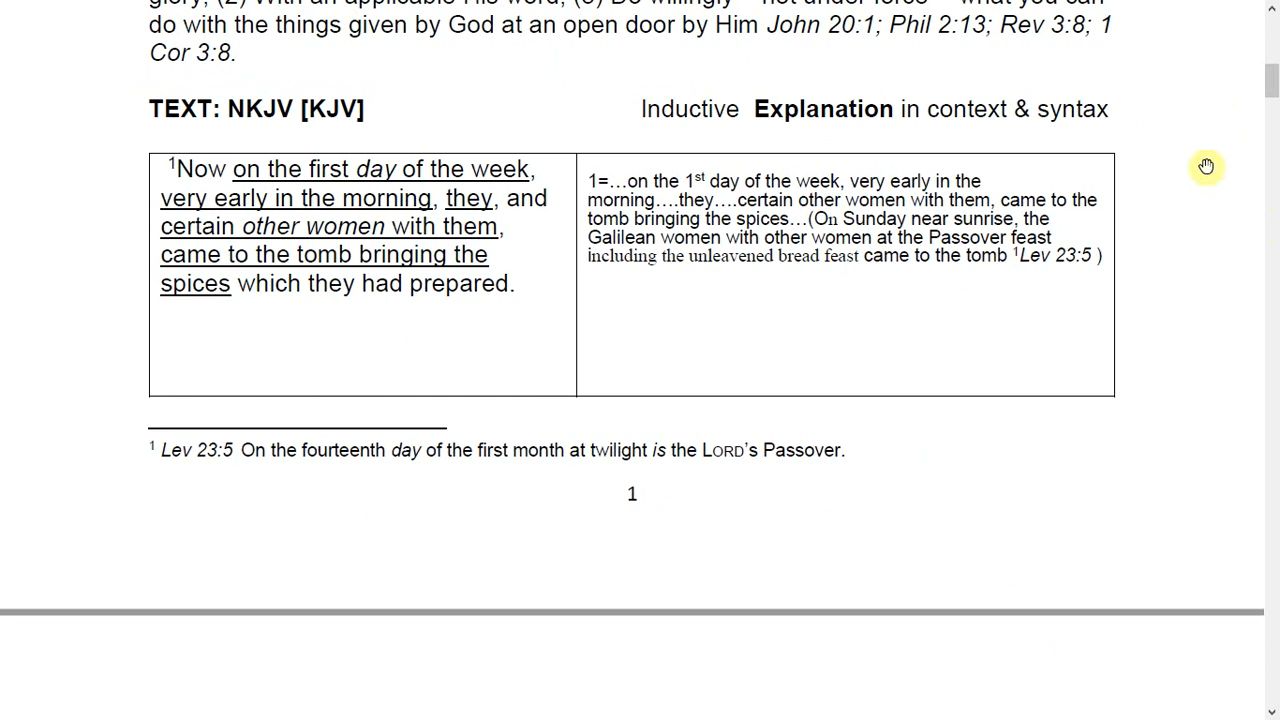 glory; (2) With an applicable His word; (3) Do willingly – not under force – what you can
do with the things given by God at an open door by Him John 20:1; Phil 2:13; Rev 3:8; 1
Cor 3:8.
TEXT: NKJV [KJV] Inductive Explanation in context & syntax
1Now on the first day of the week,
very early in the morning, they, and
certain other women with them,
came to the tomb bringing the
spices which they had prepared.
1=…on the 1st day of the week, very early in the
morning….they….certain other women with them, came to the
tomb bringing the spices…(On Sunday near sunrise, the
Galilean women with other women at the Passover feast
including the unleavened bread feast came to the tomb 1Lev 23:5 )
1 Lev 23:5 On the fourteenth day of the first month at twilight is the LORD's Passover.
1